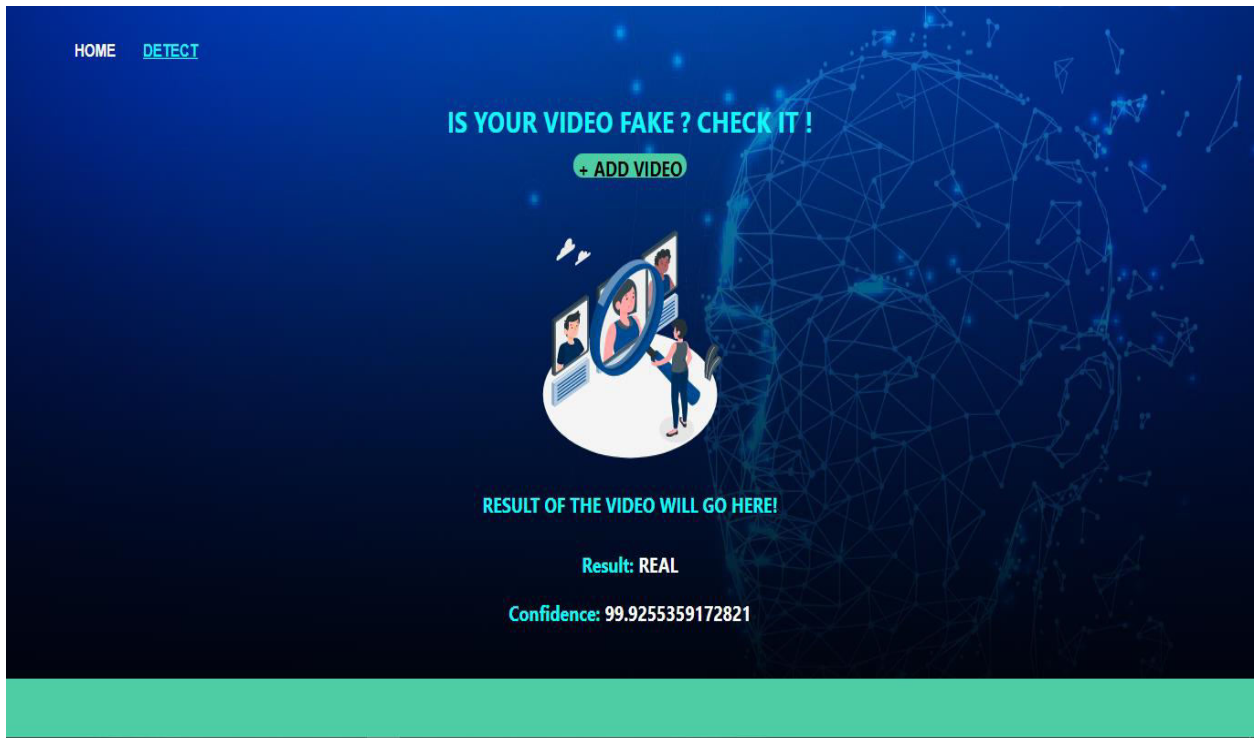 HOME DETECT
IS YOUR VIDEO FAKE ? CHECK IT !
+ ADD VIDEO
RESULT OF THE VIDEO WILL GO HERE!
Result: REAL
Confidence: 99.9255359172821